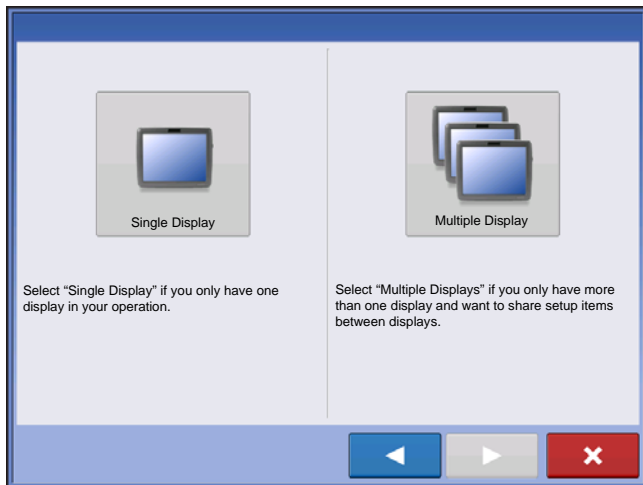 Single Display
Select “Single Display” if you only have one
display in your operation.
Multiple Display
Select “Multiple Displays” if you only have more
than one display and want to share setup items
between displays.